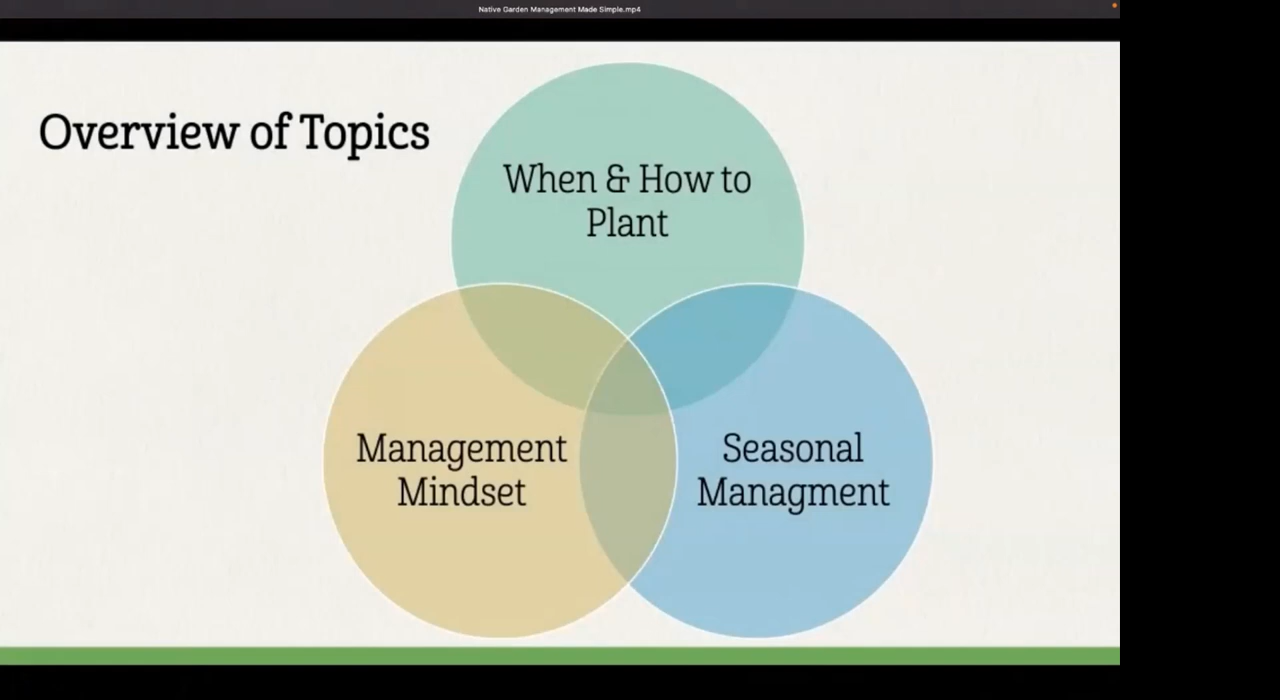 Native Garden Management Made Simple.mp4
Overview of Topics
When & How to
Plant
Management
Mindset
Seasonal
Managment